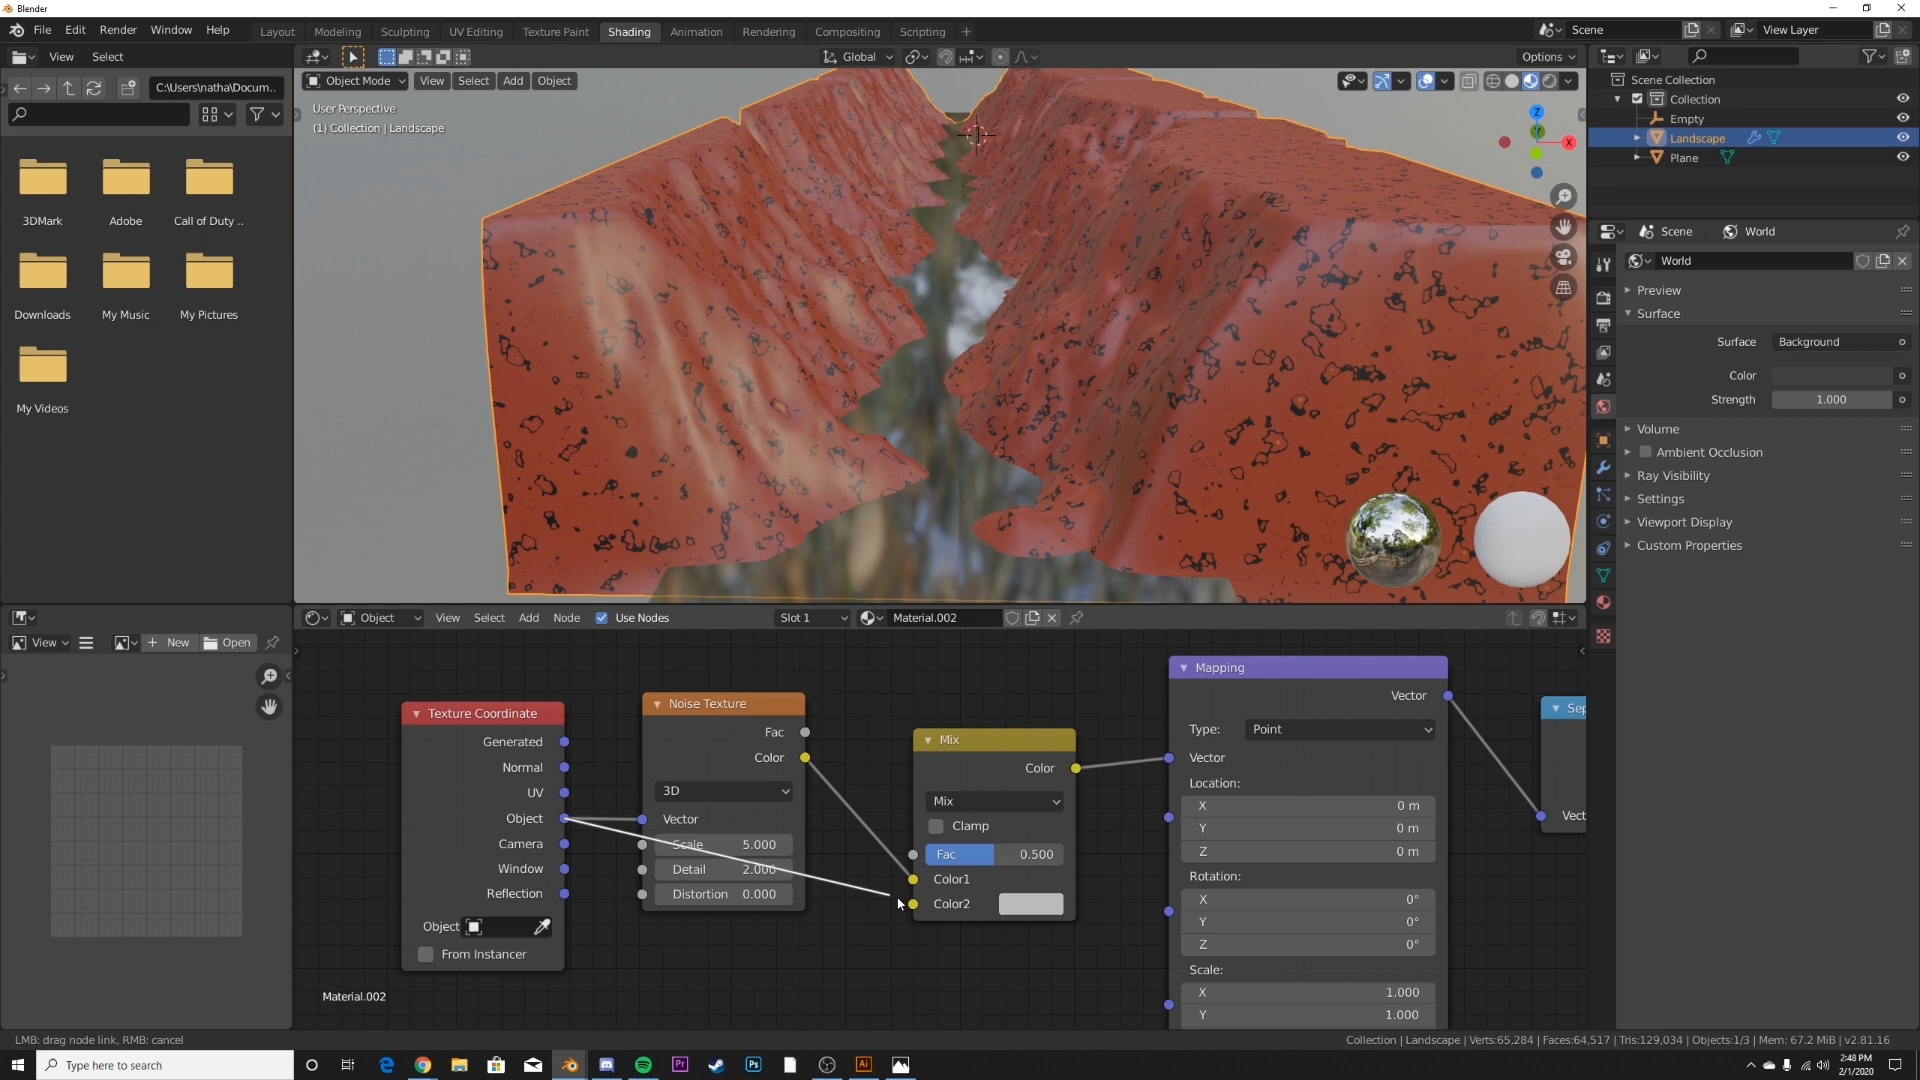 Blender
File Edit Render Window Help
Layout Modeling Sculpting UV Editing Texture Paint Shading Animation Rendering Compositing Scripting +
Scene
View Layer
View Select
Global
Options
C:\Users\natha\Docum..
Object Mode View Select Add Object
User Perspective
(1) Collection | Landscape
Z
Y
X
3DMark Adobe Call of Duty ..
Downloads My Music My Pictures
My Videos
Scene Collection
Collection
Empty
Landscape
Plane
Scene World
World
Preview
Surface
Surface Background
Color
Strength 1.000
Volume
Ambient Occlusion
Ray Visibility
Settings
Viewport Display
Custom Properties
View + New Open
Object View Select Add Node Use Nodes Slot 1 Material.002
Texture Coordinate
Generated
Normal
UV
Object
Camera
Window
Reflection
Object
From Instancer
Noise Texture
Fac
Color
3D
Vector
Scale 5.000
Detail 2.000
Distortion 0.000
Mix
Color
Mix
Clamp
Fac 0.500
Color1
Color2
Mapping
Vector
Type: Point
Vector
Location:
X 0 m
Y 0 m
Z 0 m
Rotation:
X 0°
Y 0°
Z 0°
Scale:
X 1.000
Y 1.000
Sep
Vect
Material.002
LMB: drag node link, RMB: cancel
Collection | Landscape | Verts:65,284 | Faces:64,517 | Tris:129,034 | Objects:1/3 | Mem: 67.2 MiB | v2.81.16
Type here to search
Pr
Ps
Ai
2:48 PM
2/1/2020